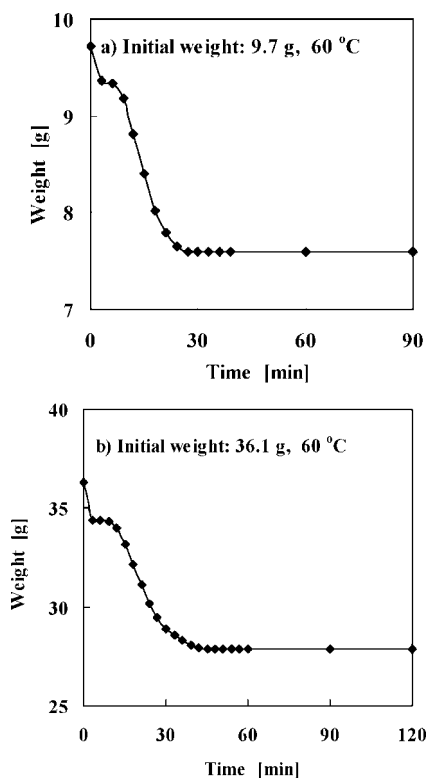 10
a) Initial weight: 9.7 g, 60 °C
9
8
7
Weight [g]
0 30 60 90
Time [min]
40
b) Initial weight: 36.1 g, 60 °C
35
30
25
Weight [g]
0 30 60 90 120
Time [min]